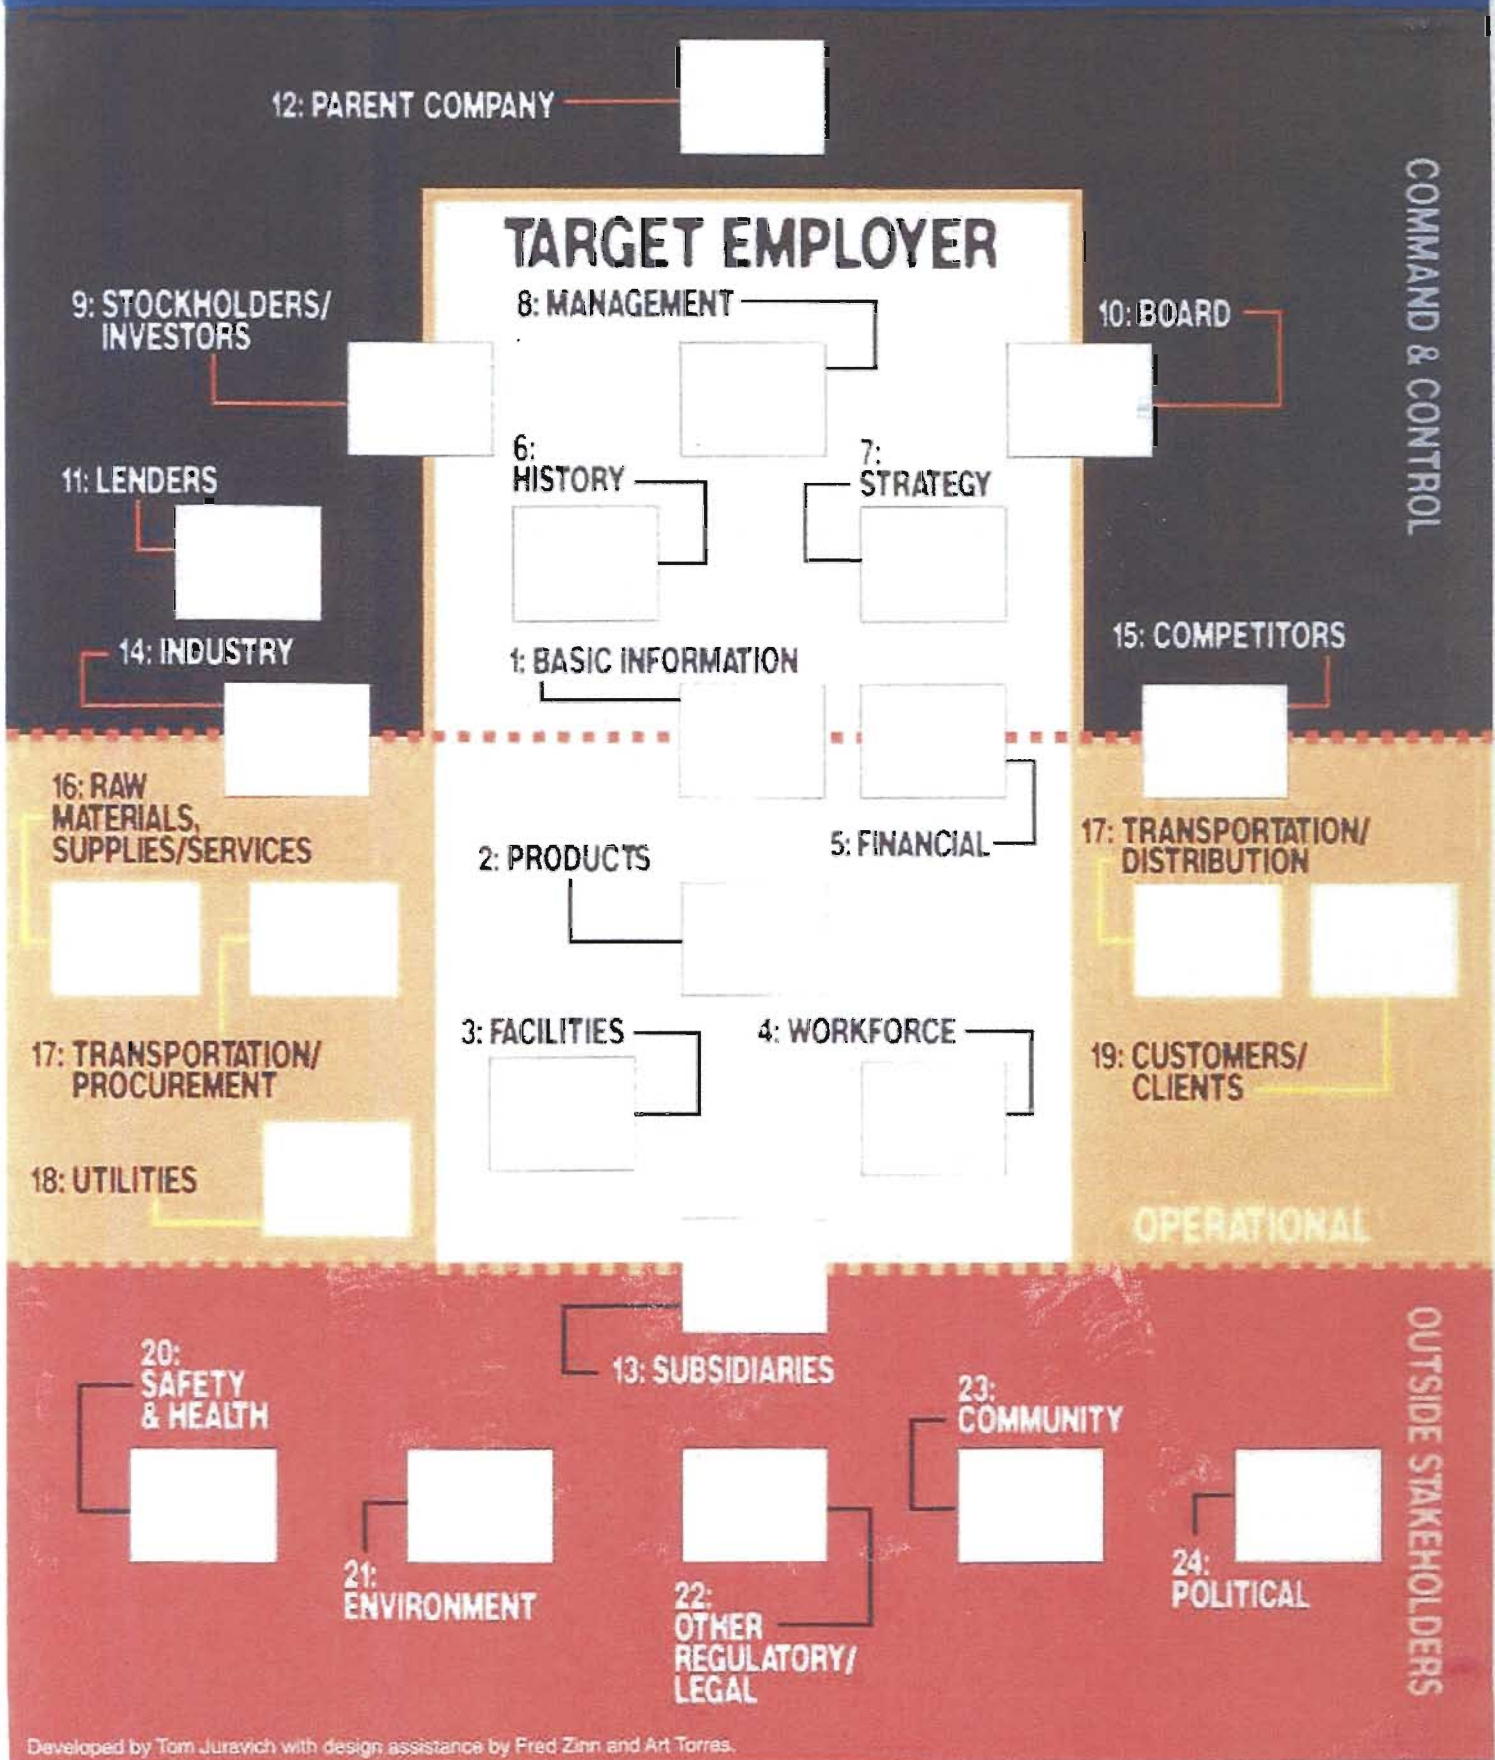 12: PARENT COMPANY
TARGET EMPLOYER
COMMAND & CONTROL
9: STOCKHOLDERS/
INVESTORS
8: MANAGEMENT
10: BOARD
11: LENDERS
6:
HISTORY
7:
STRATEGY
14: INDUSTRY
1: BASIC INFORMATION
15: COMPETITORS
16: RAW
MATERIALS,
SUPPLIES/SERVICES
2: PRODUCTS
5: FINANCIAL
17: TRANSPORTATION/
DISTRIBUTION
17: TRANSPORTATION/
PROCUREMENT
3: FACILITIES
4: WORKFORCE
19: CUSTOMERS/
CLIENTS
18: UTILITIES
OPERATIONAL
13: SUBSIDIARIES
OUTSIDE STAKEHOLDERS
20:
SAFETY
& HEALTH
21:
ENVIRONMENT
22:
OTHER
REGULATORY/
LEGAL
23:
COMMUNITY
24:
POLITICAL
Developed by Tom Juravich with design assistance by Fred Zinn and Art Torres.